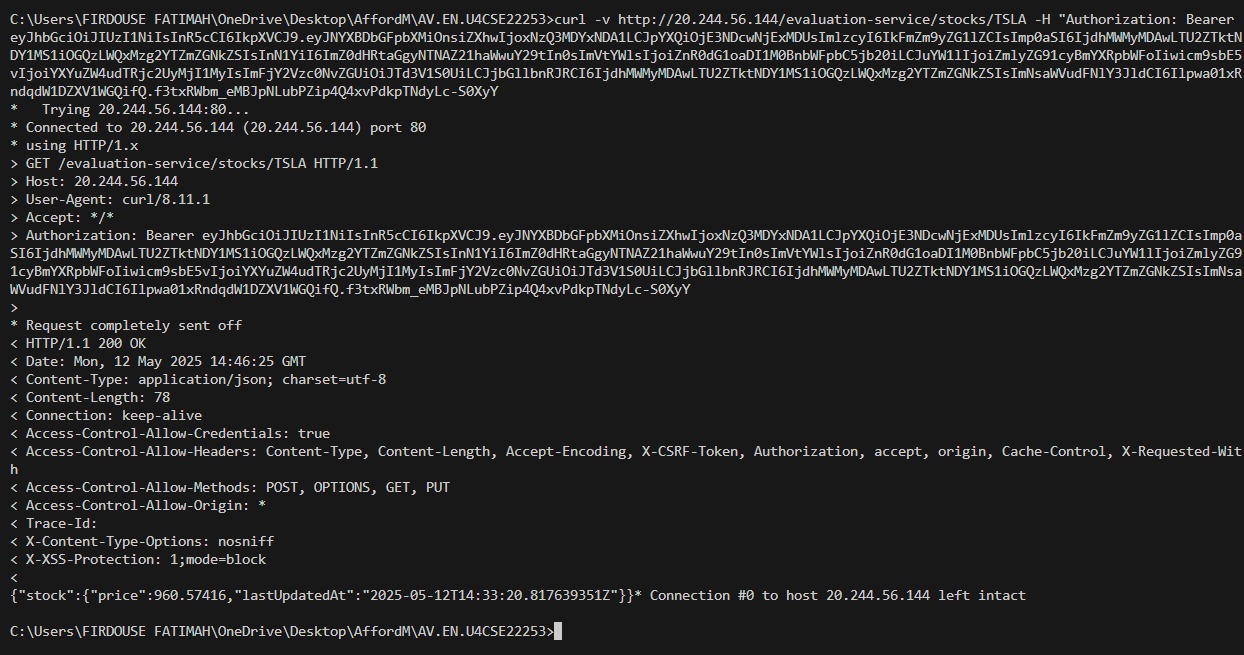 C:\Users\FIRDOUSE FATIMAH\OneDrive\Desktop\AffordM\AV.EN.U4CSE22253>curl -v http://20.244.56.144/evaluation-service/stocks/TSLA -H "Authorization: Bearer
eyJhbGciOiJIUzI1NiIsInR5cCI6IkpXVCJ9.eyJNYXBDbGFpbXMiOnsiZXhwIjoxNzQ3MDYxNDA1LCJpYXQiOjE3NDcwNjExMDUsImlzcyI6IkFmZm9yZG1lZCIsImp0aSI6IjdhMWMyMDAwLTU2ZTktN
DY1MS1iOGQzLWQxMzg2YTZmZGNkZSIsInN1YiI6ImZ0dHRtaGgyNTNAZ21haWwuY29tIn0sImVtYWlsIjoiZnR0dG1oaDI1M0BnbWFpbC5jb20iLCJuYW1lIjoiZmlyZG91cyBmYXRpbWFoIiwicm9sbE5
vIjoiYXYuZW4udTRjc2UyMjI1MyIsImFjY2Vzc0NvZGUiOiJTd3V1S0UiLCJjbGllbnRJRCI6IjdhMWMyMDAwLTU2ZTktNDY1MS1iOGQzLWQxMzg2YTZmZGNkZSIsImNsaWVudFNlY3JldCI6Ilpwa01xR
ndqdW1DZXV1WGQifQ.f3txRWbm_eMBJpNLubPZip4Q4xvPdkpTNdyLc-S0XyY
*   Trying 20.244.56.144:80...
* Connected to 20.244.56.144 (20.244.56.144) port 80
* using HTTP/1.x
> GET /evaluation-service/stocks/TSLA HTTP/1.1
> Host: 20.244.56.144
> User-Agent: curl/8.11.1
> Accept: */*
> Authorization: Bearer eyJhbGciOiJIUzI1NiIsInR5cCI6IkpXVCJ9.eyJNYXBDbGFpbXMiOnsiZXhwIjoxNzQ3MDYxNDA1LCJpYXQiOjE3NDcwNjExMDUsImlzcyI6IkFmZm9yZG1lZCIsImp0a
SI6IjdhMWMyMDAwLTU2ZTktNDY1MS1iOGQzLWQxMzg2YTZmZGNkZSIsInN1YiI6ImZ0dHRtaGgyNTNAZ21haWwuY29tIn0sImVtYWlsIjoiZnR0dG1oaDI1M0BnbWFpbC5jb20iLCJuYW1lIjoiZmlyZG9
1cyBmYXRpbWFoIiwicm9sbE5vIjoiYXYuZW4udTRjc2UyMjI1MyIsImFjY2Vzc0NvZGUiOiJTd3V1S0UiLCJjbGllbnRJRCI6IjdhMWMyMDAwLTU2ZTktNDY1MS1iOGQzLWQxMzg2YTZmZGNkZSIsImNsa
WVudFNlY3JldCI6Ilpwa01xRndqdW1DZXV1WGQifQ.f3txRWbm_eMBJpNLubPZip4Q4xvPdkpTNdyLc-S0XyY
>
* Request completely sent off
< HTTP/1.1 200 OK
< Date: Mon, 12 May 2025 14:46:25 GMT
< Content-Type: application/json; charset=utf-8
< Content-Length: 78
< Connection: keep-alive
< Access-Control-Allow-Credentials: true
< Access-Control-Allow-Headers: Content-Type, Content-Length, Accept-Encoding, X-CSRF-Token, Authorization, accept, origin, Cache-Control, X-Requested-Wit
h
< Access-Control-Allow-Methods: POST, OPTIONS, GET, PUT
< Access-Control-Allow-Origin: *
< Trace-Id:
< X-Content-Type-Options: nosniff
< X-XSS-Protection: 1;mode=block
<
{"stock":{"price":960.57416,"lastUpdatedAt":"2025-05-12T14:33:20.817639351Z"}}* Connection #0 to host 20.244.56.144 left intact
C:\Users\FIRDOUSE FATIMAH\OneDrive\Desktop\AffordM\AV.EN.U4CSE22253>